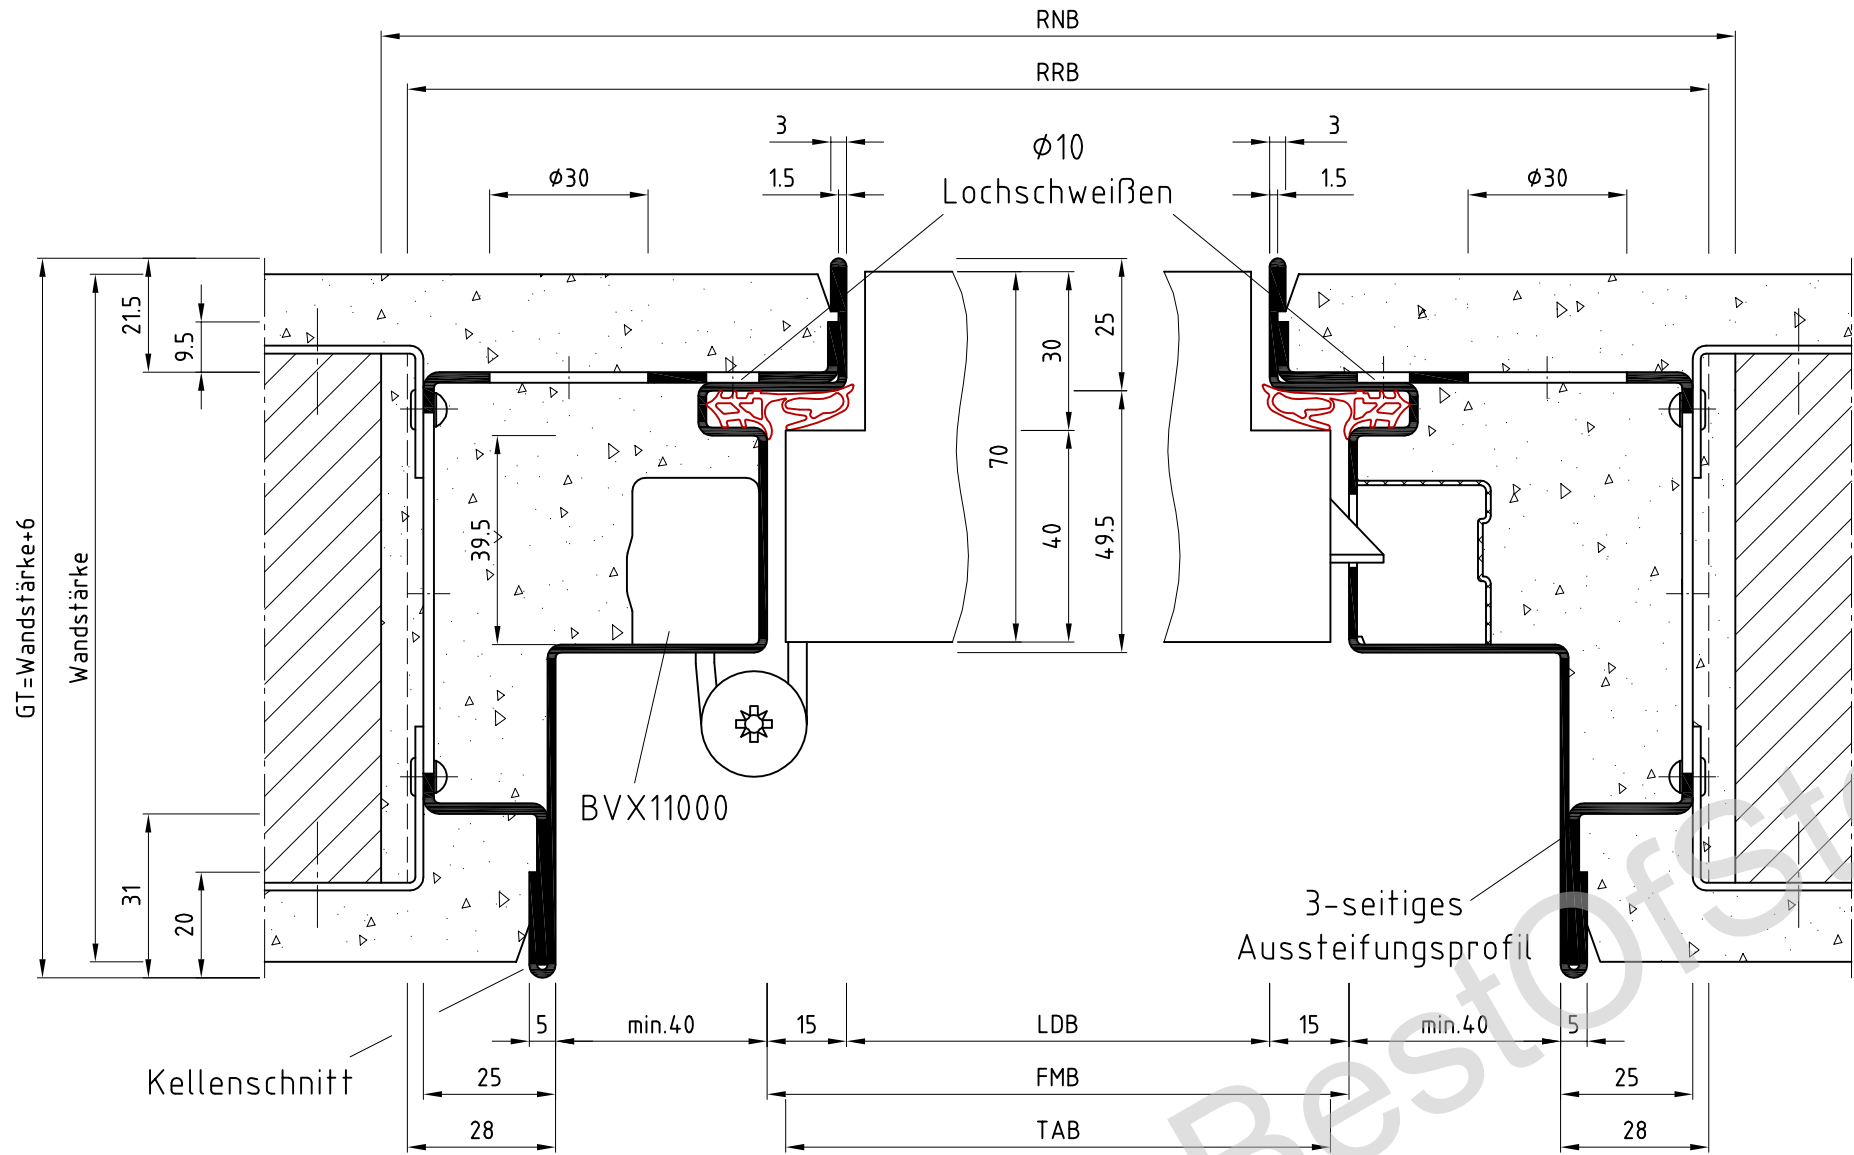 RNB
RRB
3
3
ϕ10
ϕ30
1.5
Lochschweißen
1.5
ϕ30
21.5
9.5
25
30
70
40
49.5
39.5
GT=Wandstärke+6
Wandstärke
BVX11000
31
20
3-seitiges
Aussteifungsprofil
5
min.40
15
LDB
15
min.40
5
Kellenschnitt
25
FMB
25
28
TAB
28
BestOfSt